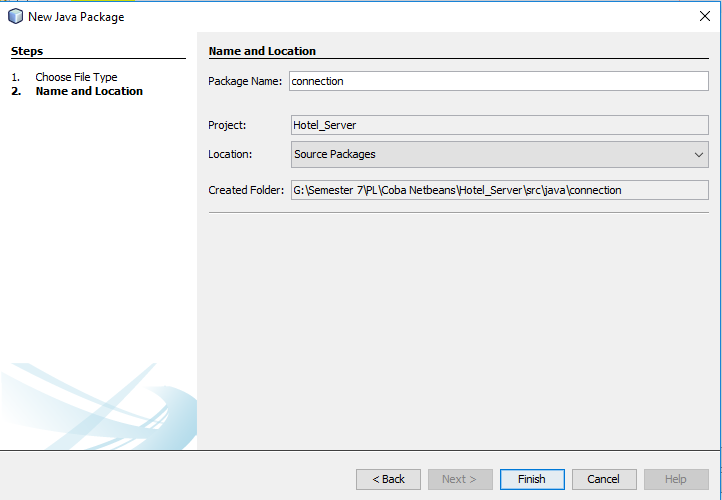 New Java Package
Steps
1. Choose File Type
2. Name and Location
Name and Location
Package Name: connection
Project: Hotel_Server
Location: Source Packages
Created Folder: G:\Semester 7\PL\Coba Netbeans\Hotel_Server\src\java\connection
< Back Next > Finish Cancel Help